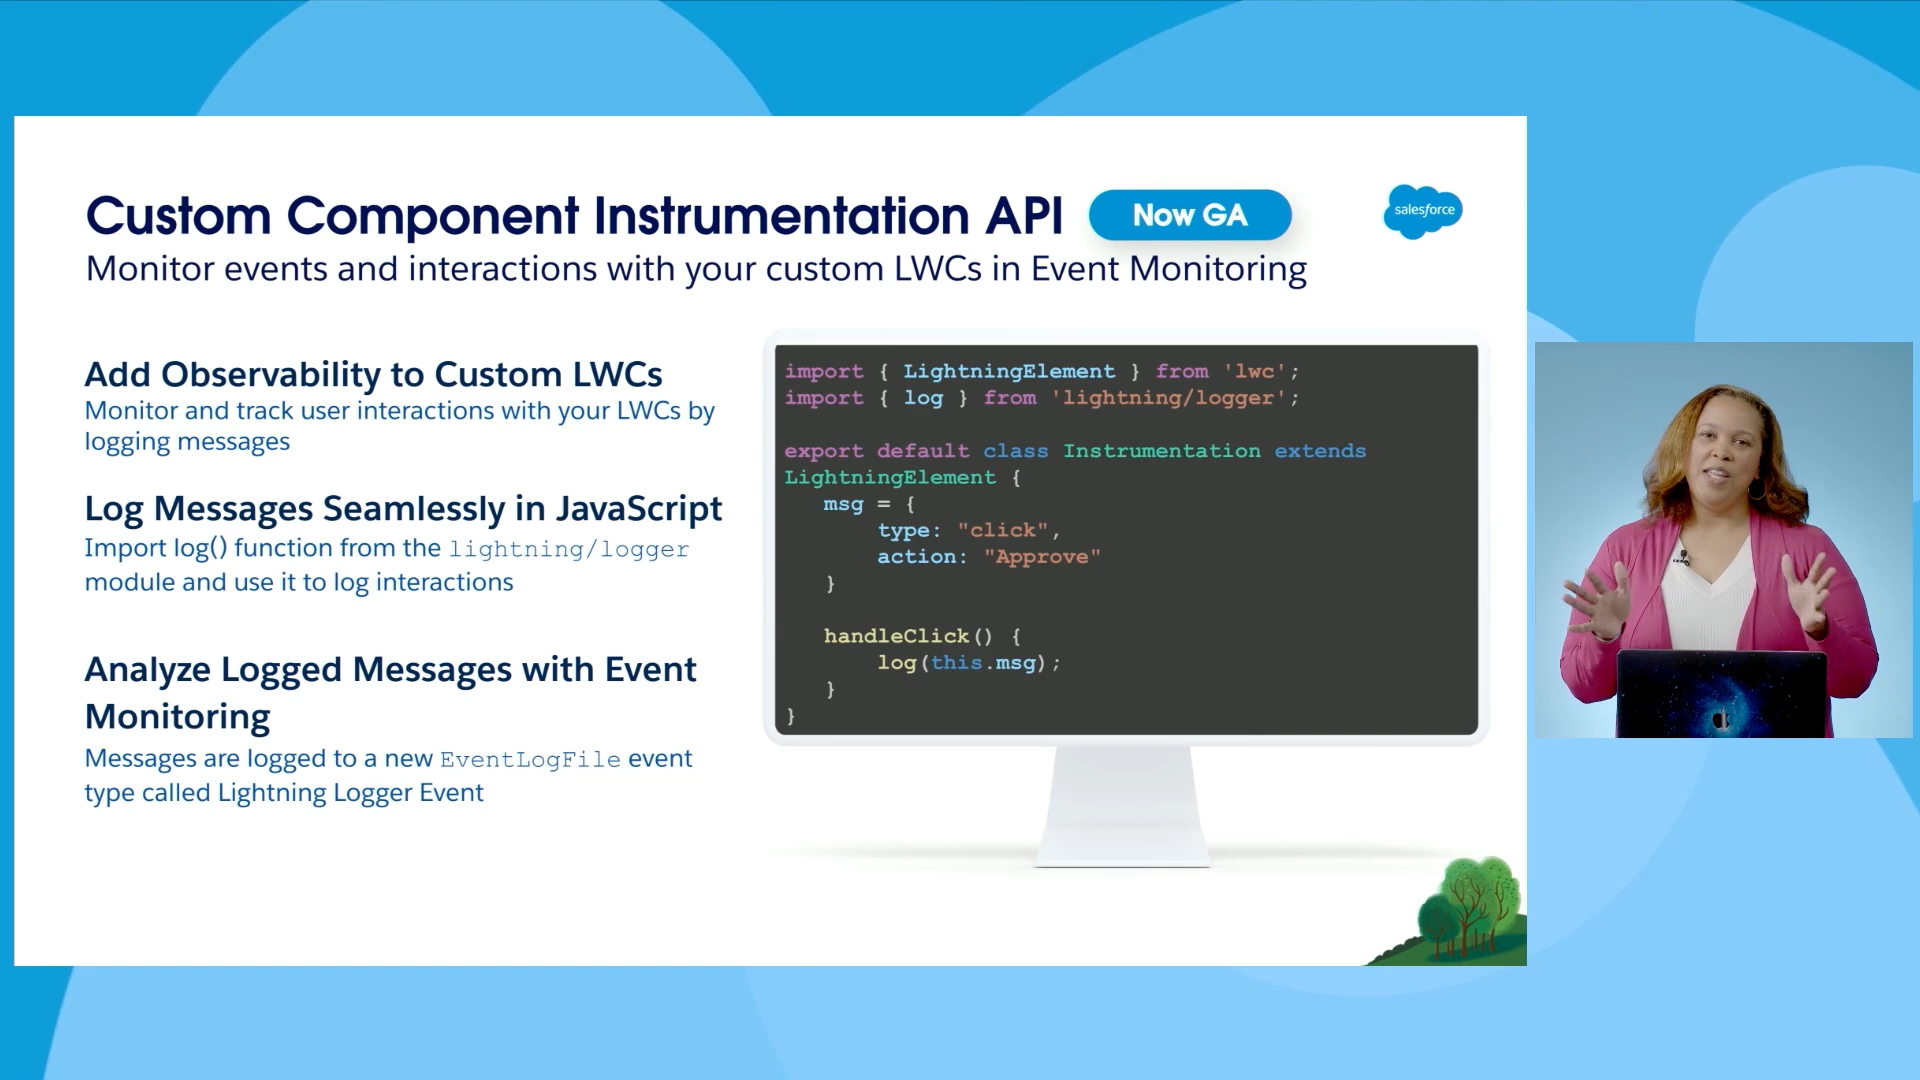 Custom Component Instrumentation API
Now GA
salesforce
Monitor events and interactions with your custom LWCs in Event Monitoring
Add Observability to Custom LWCs
Monitor and track user interactions with your LWCs by
logging messages
Log Messages Seamlessly in JavaScript
Import log() function from the lightning/logger
module and use it to log interactions
Analyze Logged Messages with Event
Monitoring
Messages are logged to a new EventLogFile event
type called Lightning Logger Event
import { LightningElement } from 'lwc';
import { log } from 'lightning/logger';
export default class Instrumentation extends
LightningElement {
msg = {
type: "click",
action: "Approve"
}
handleClick() {
log(this.msg);
}
}